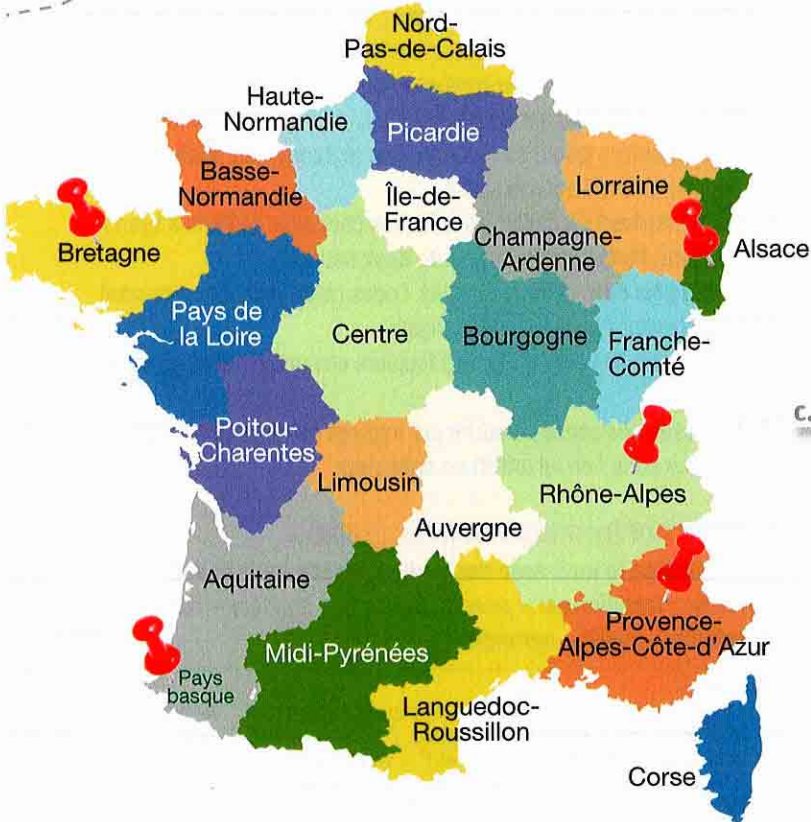 Nord-
Pas-de-Calais
Haute-
Normandie
Picardie
Basse-
Normandie
Île-de-
France
Lorraine
Champagne-
Ardenne
Alsace
Bretagne
Pays de
la Loire
Centre
Bourgogne
Franche-
Comté
c.
Poitou-
Charentes
Limousin
Rhône-Alpes
Auvergne
Aquitaine
Provence-
Alpes-Côte-d'Azur
Midi-Pyrénées
Pays
basque
Languedoc-
Roussillon
Corse